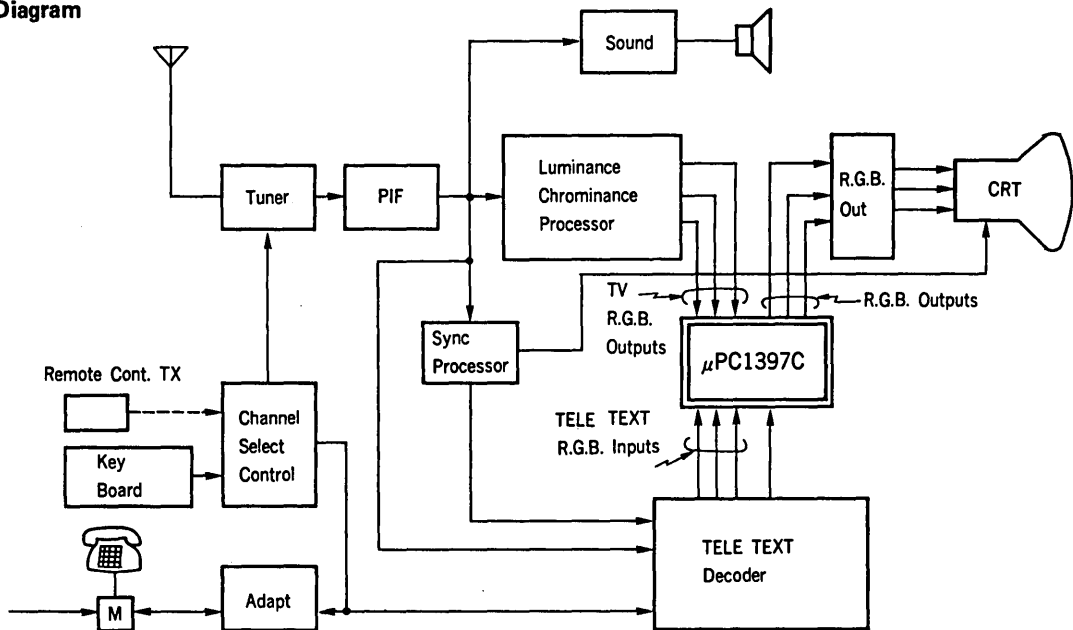 Diagram
Sound
Tuner
PIF
Luminance
Chrominance
Processor
R.G.B.
Out
CRT
TV
R.G.B.
Outputs
R.G.B. Outputs
Sync
Processor
μPC1397C
Remote Cont. TX
Channel
Select
Control
Key
Board
TELE TEXT
R.G.B. Inputs
TELE TEXT
Decoder
Adapt
M